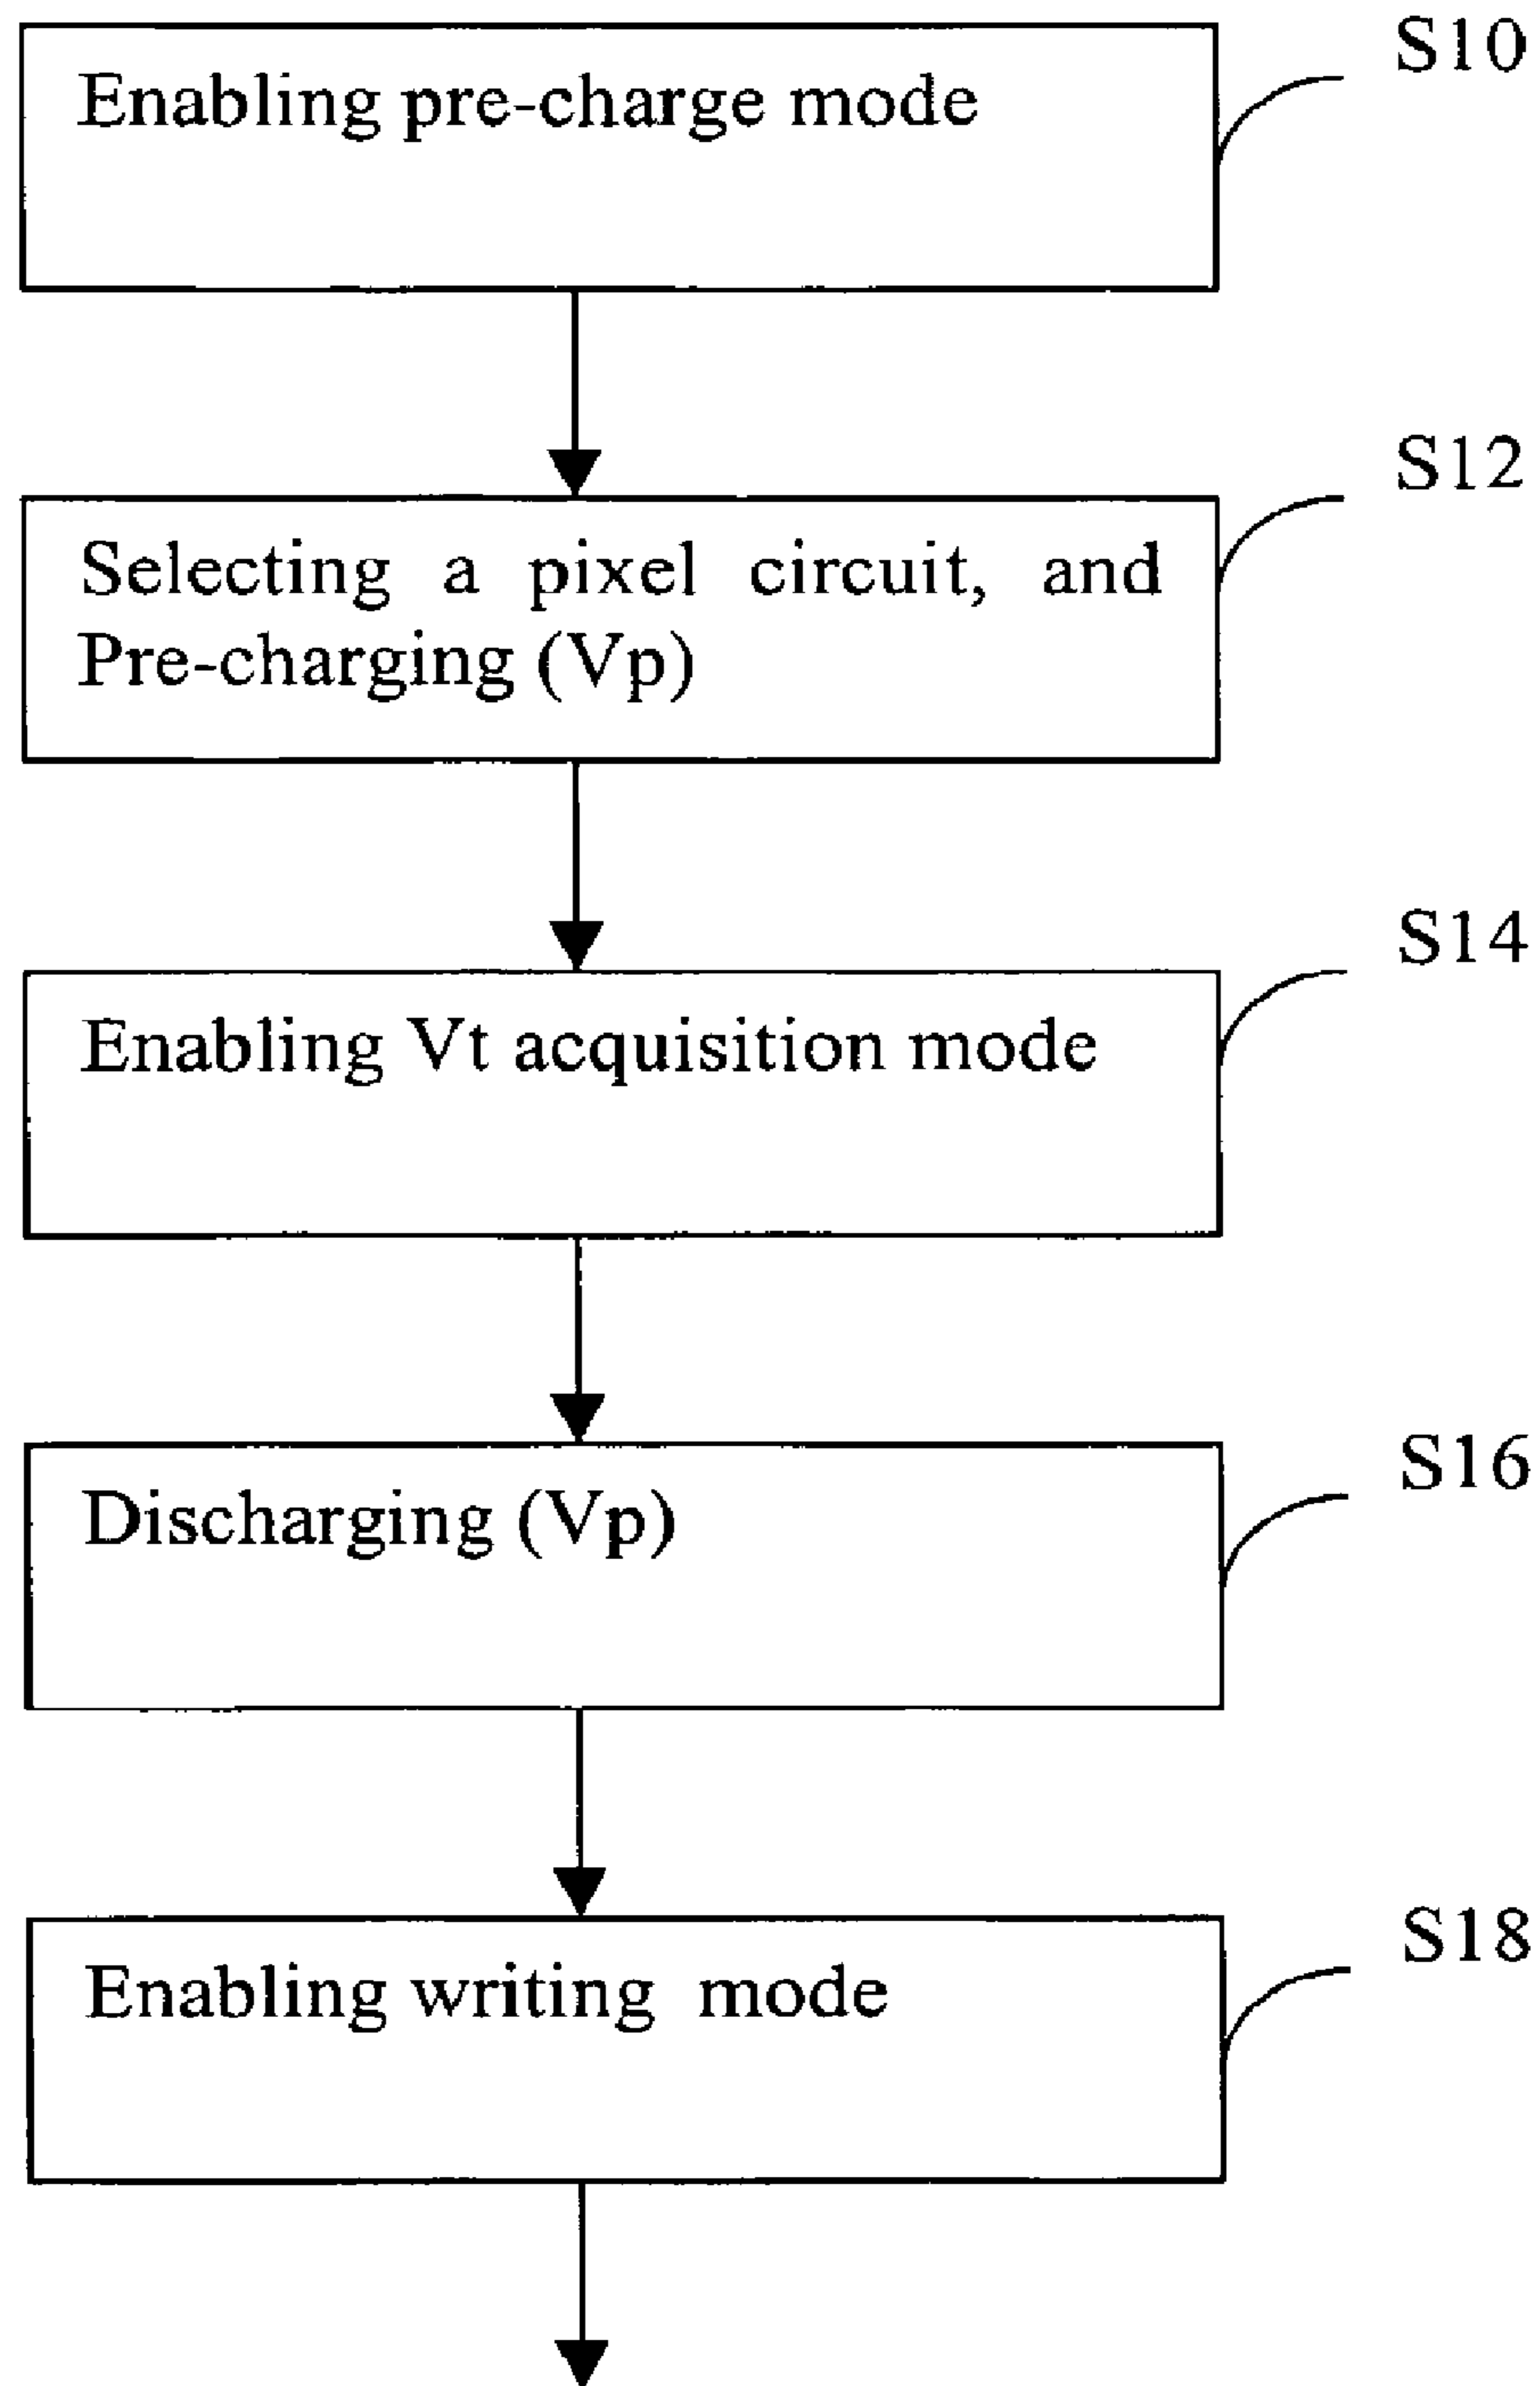 S10
Enabling pre-charge mode
S12
Selecting a pixel circuit, and
Pre-charging (Vp)
S14
Enabling Vt acquisition mode
S16
Discharging (Vp)
S18
Enabling writing mode